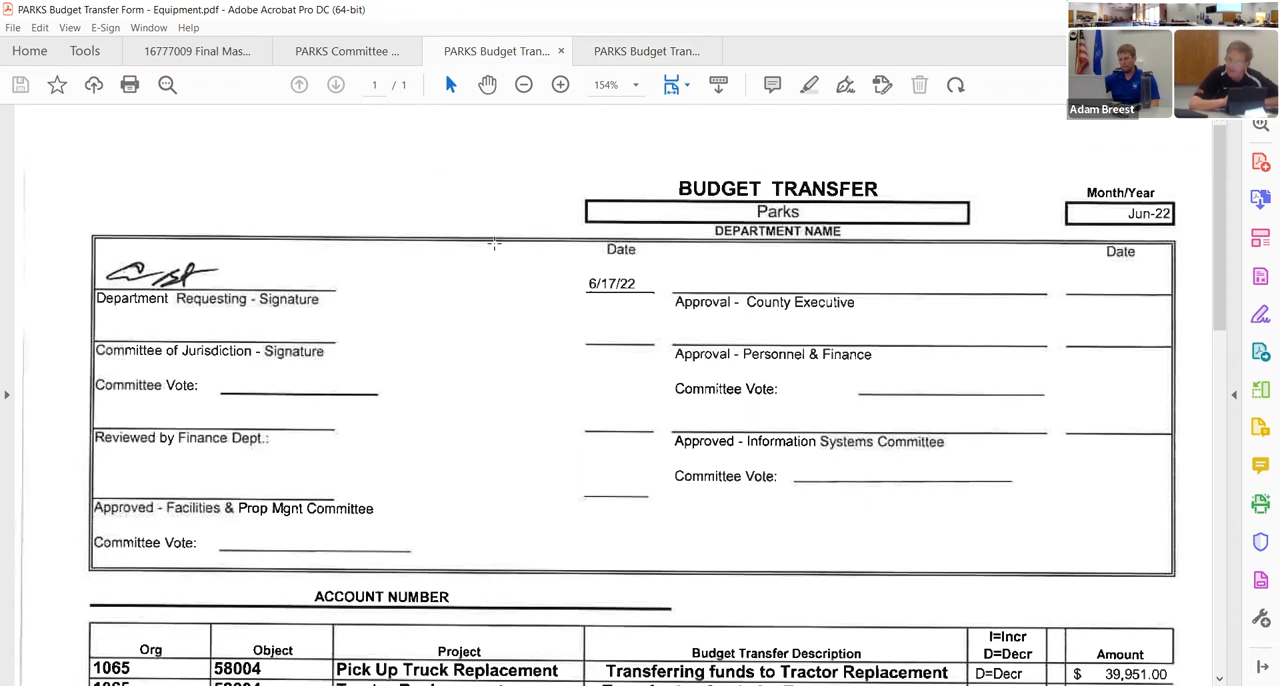 PARKS Budget Transfer Form - Equipment.pdf - Adobe Acrobat Pro DC (64-bit)
File Edit View E-Sign Window Help
Home Tools 16777009 Final Mas... PARKS Committee ... PARKS Budget Tran... × PARKS Budget Tran...
1 / 1 154%
Adam Breest
BUDGET TRANSFER
Month/Year
Parks
Jun-22
DEPARTMENT NAME
Date Date
6/17/22
Department Requesting - Signature
Approval - County Executive
Committee of Jurisdiction - Signature
Approval - Personnel & Finance
Committee Vote:
Committee Vote:
Reviewed by Finance Dept.:
Approved - Information Systems Committee
Committee Vote:
Approved - Facilities & Prop Mgnt Committee
Committee Vote:
ACCOUNT NUMBER
Org Object Project Budget Transfer Description I=Incr D=Decr Amount
1065 58004 Pick Up Truck Replacement Transferring funds to Tractor Replacement D=Decr $ 39,951.00